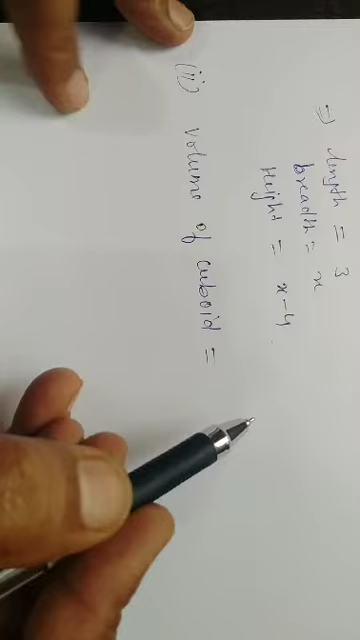 =) length = 3
breadth = x
Height = x-4
(ii) Volume of cuboid =